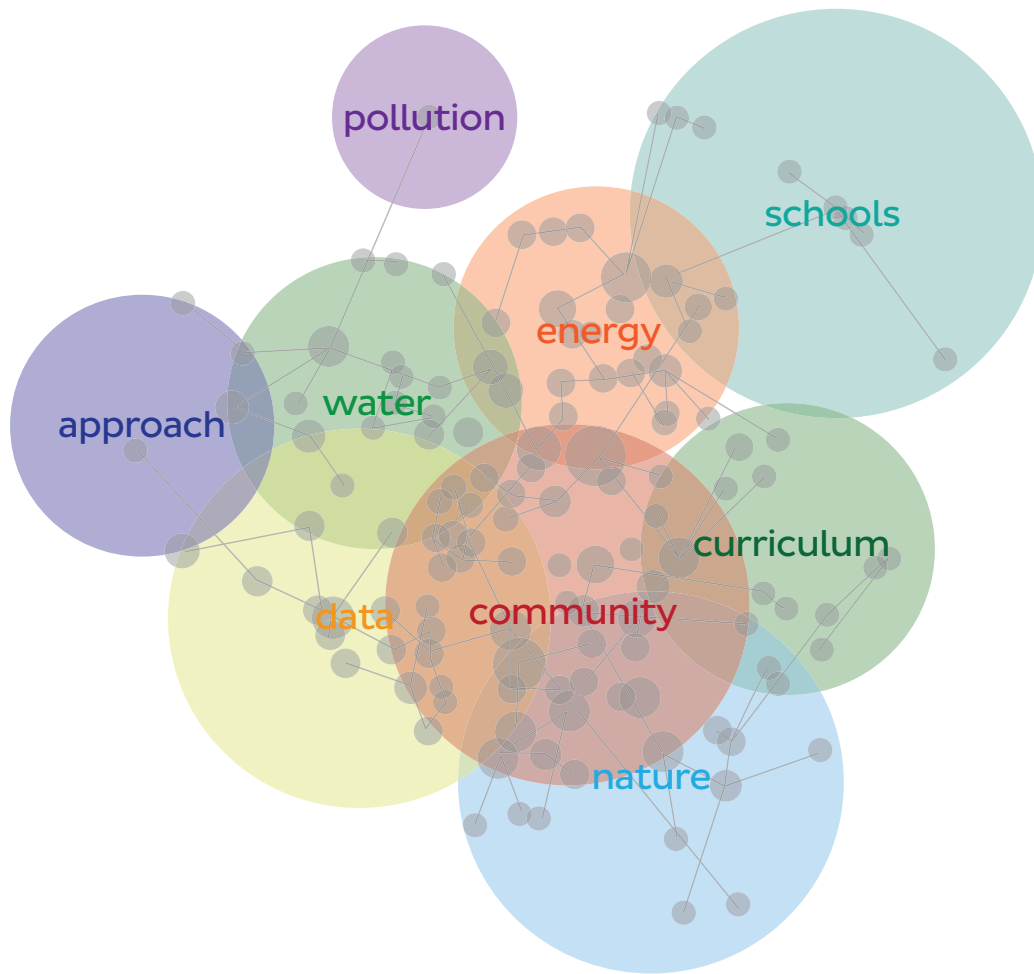 pollution
schools
energy
water
approach
curriculum
community
data
nature